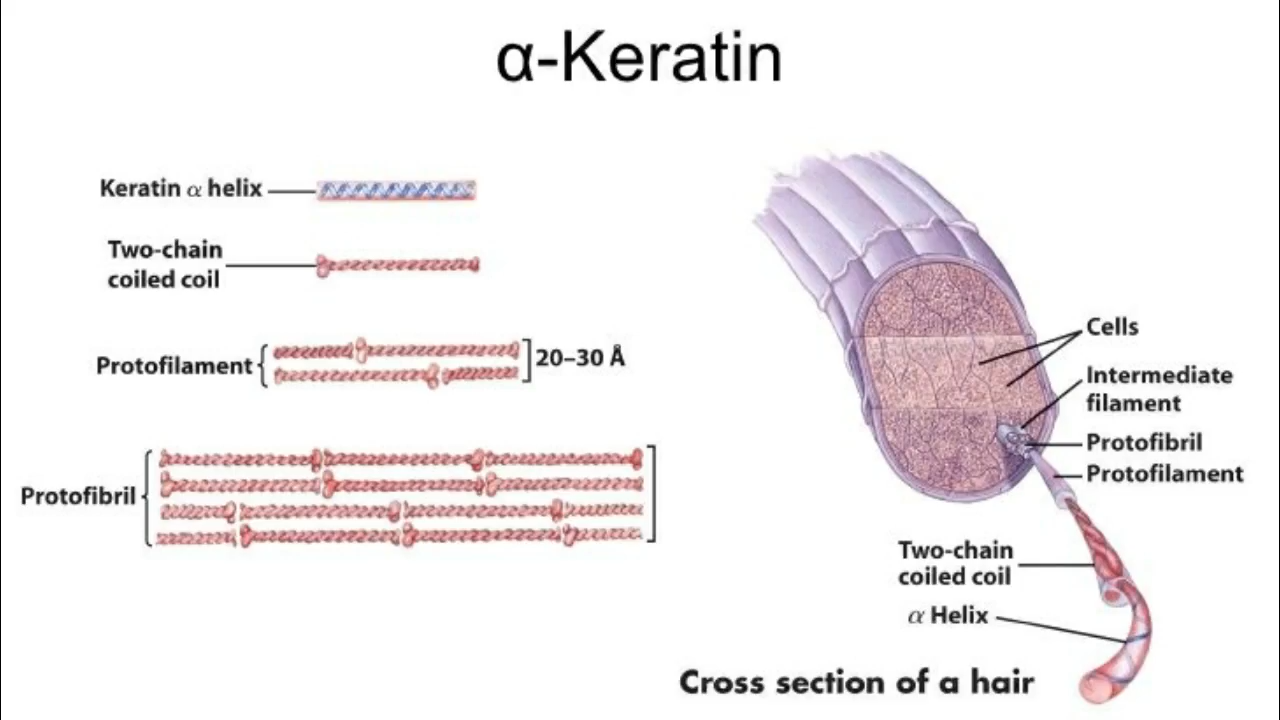 α-Keratin
Keratin α helix
Two-chain
coiled coil
Protofilament
20–30 Å
Protofibril
Cells
Intermediate
filament
Protofibril
Protofilament
Two-chain
coiled coil
α Helix
Cross section of a hair